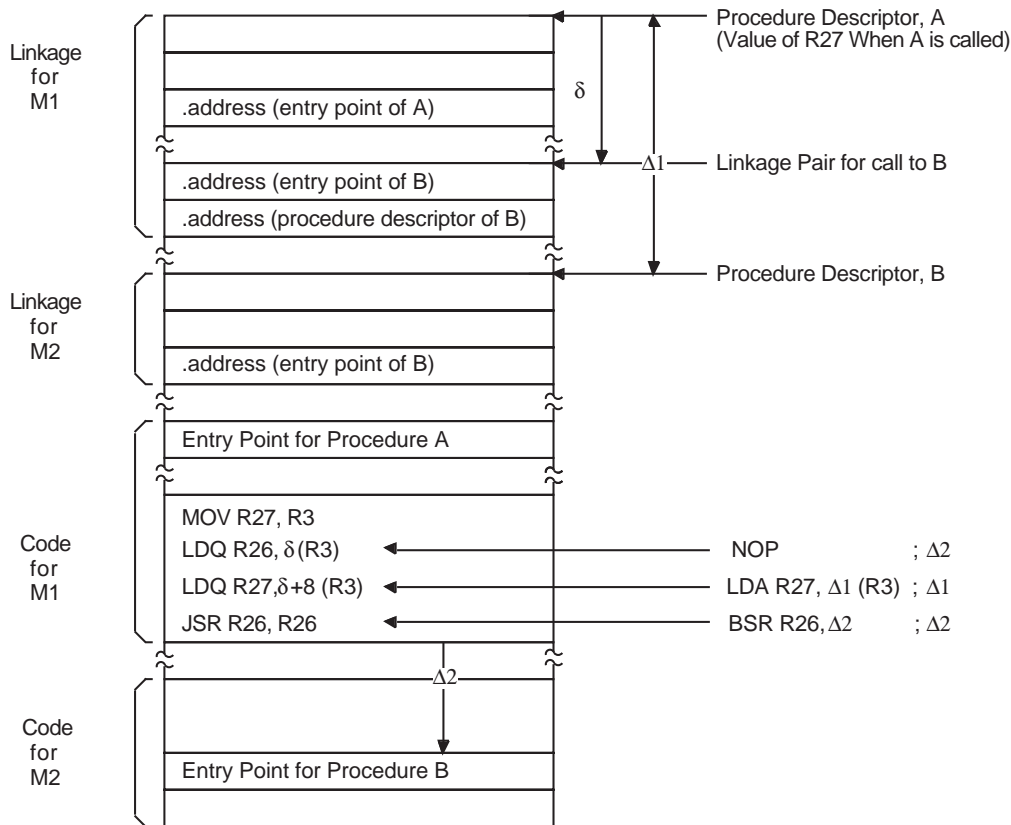 Procedure Descriptor, A
(Value of R27 When A is called)
Linkage
for
M1
δ
.address (entry point of A)
Δ1
Linkage Pair for call to B
.address (entry point of B)
.address (procedure descriptor of B)
Procedure Descriptor, B
Linkage
for
M2
.address (entry point of B)
Entry Point for Procedure A
Code
for
M1
MOV R27, R3
LDQ R26, δ (R3)
NOP ; Δ2
LDQ R27,δ+8 (R3)
LDA R27, Δ1 (R3) ; Δ1
JSR R26, R26
BSR R26, Δ2 ; Δ2
Δ2
Code
for
M2
Entry Point for Procedure B